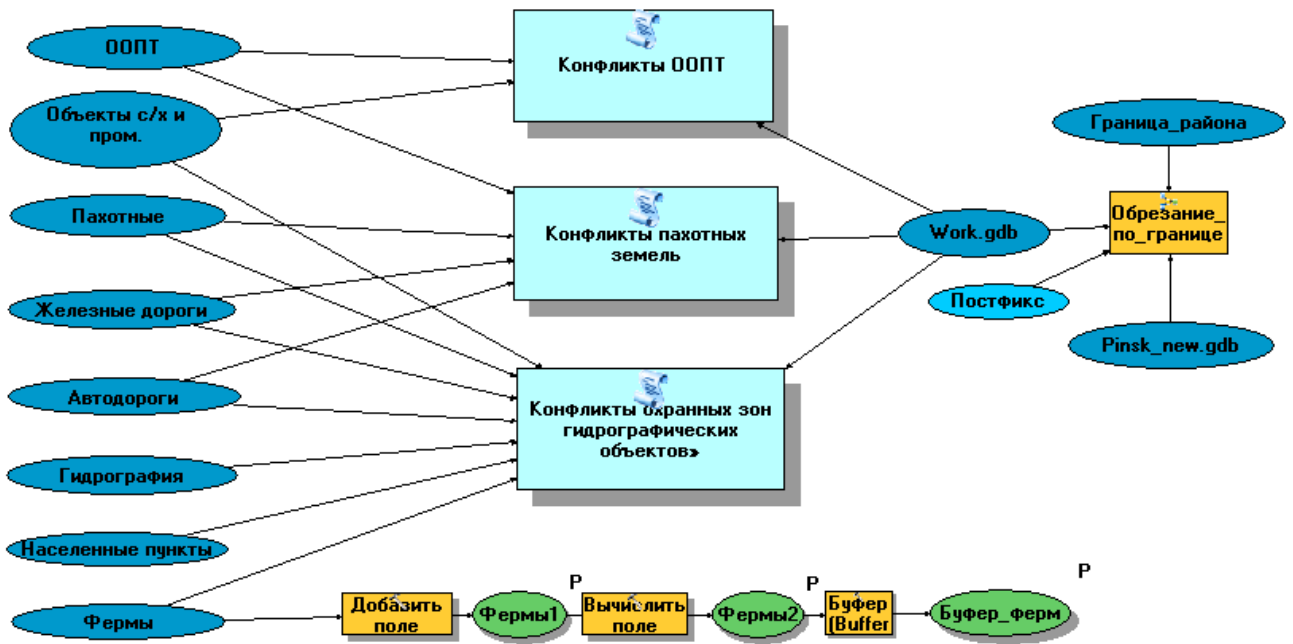 ООПТ
Объекты с/х и
пром.
Пахотные
Железные дороги
Автодороги
Гидрография
Населенные пункты
Фермы
Конфликты ООПТ
Конфликты пахотных
земель
Конфликты охранных зон
гидрографических
объектов»
Work.gdb
Граница_района
Обрезание_
по_границе
Постфикс
Pinsk_new.gdb
Добавить
поле
Фермы1
P
Вычислить
поле
Фермы2
P
Буфер
(Buffer
Буфер_ферм
P